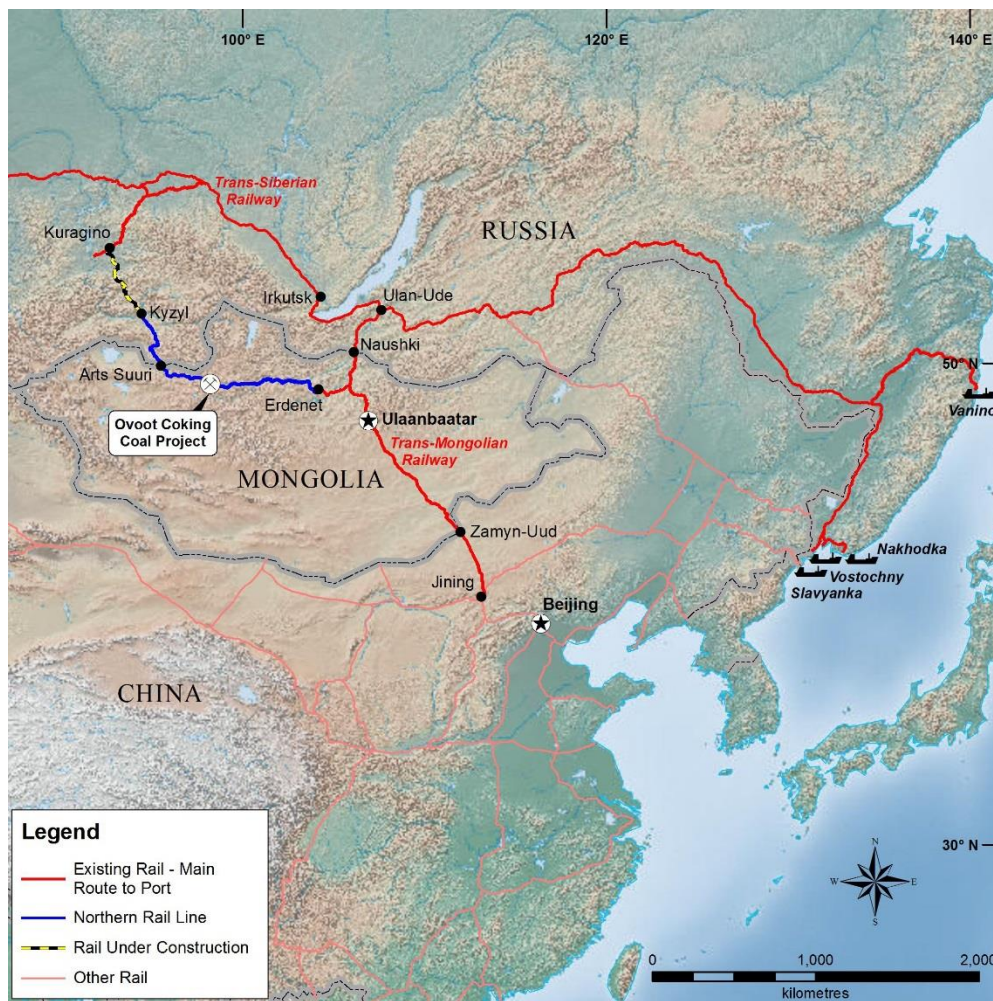 100° E
120° E
140° E
Trans-Siberian
Railway
Kuragino
RUSSIA
Irkutsk
Ulan-Ude
Kyzyl
Naushki
50° N
Arts Suuri
Erdenet
Vanino
Ovoot Coking
Coal Project
Ulaanbaatar
Trans-Mongolian
Railway
MONGOLIA
Zamyn-Uud
Nakhodka
Vostochny
Slavyanka
Jining
Beijing
CHINA
Legend
Existing Rail - Main
Route to Port
Northern Rail Line
Rail Under Construction
Other Rail
30° N
N
W
E
S
0
1,000
2,000
kilometres